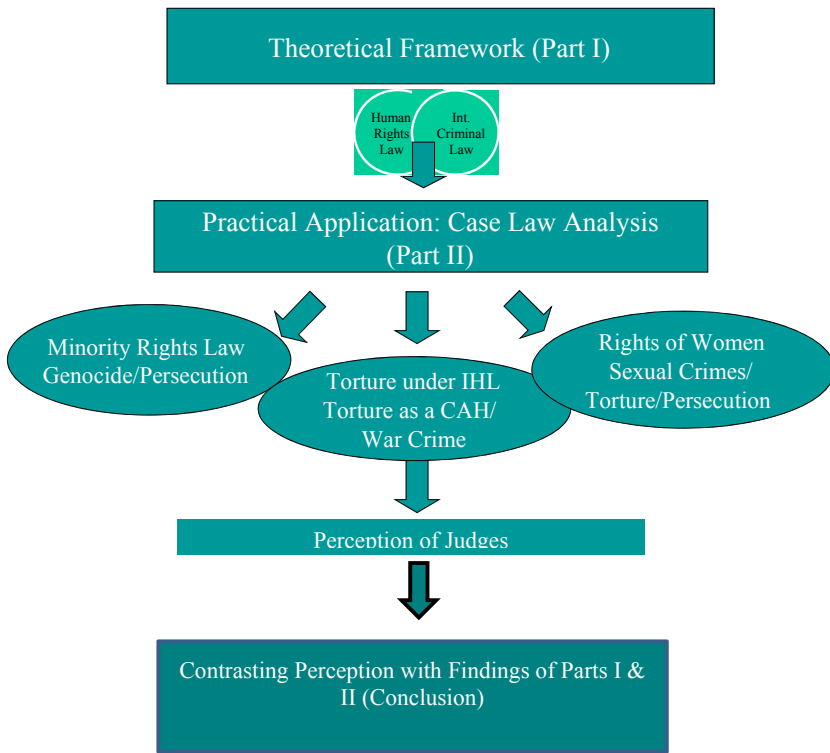 Theoretical Framework (Part I)
Human
Rights
Law
Int.
Criminal
Law
Practical Application: Case Law Analysis
(Part II)
Minority Rights Law
Genocide/Persecution
Torture under IHL
Torture as a CAH/
War Crime
Rights of Women
Sexual Crimes/
Torture/Persecution
Perception of Judges
Contrasting Perception with Findings of Parts I &
II (Conclusion)